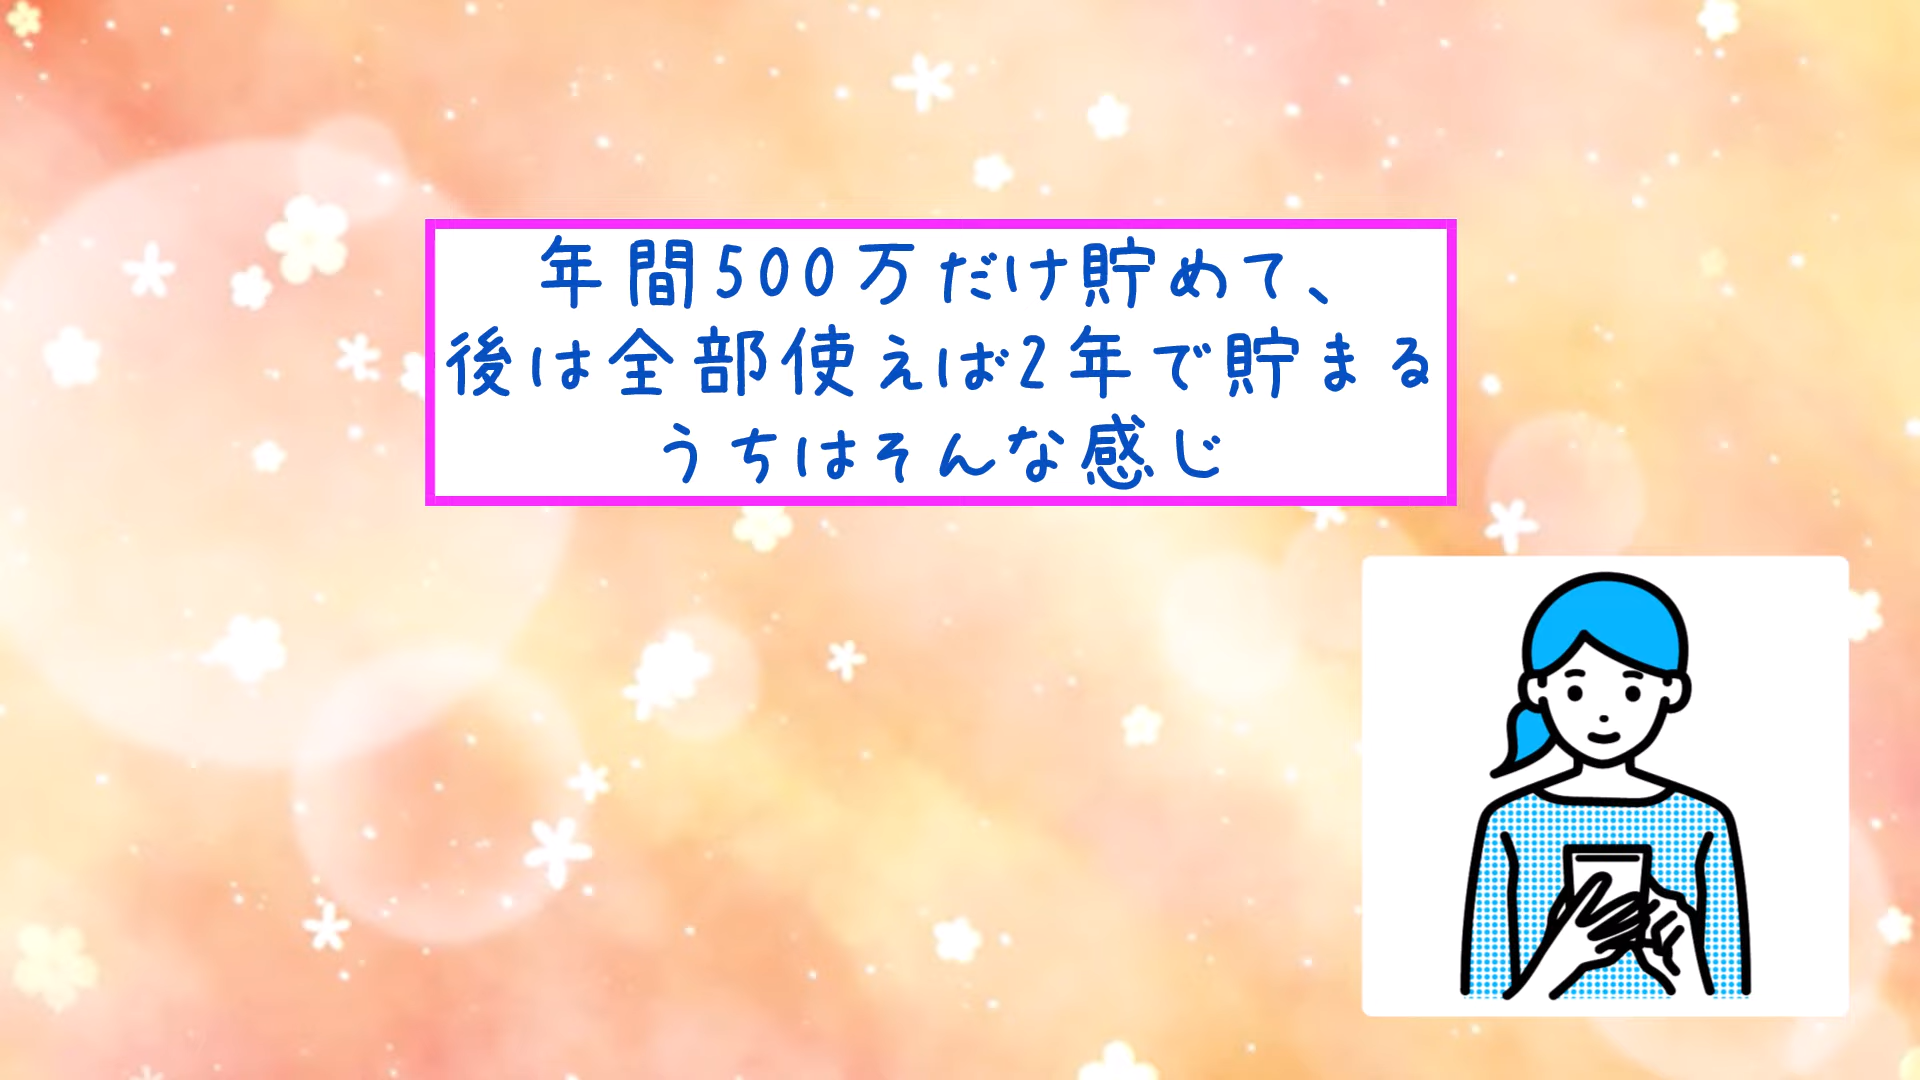 年間500万だけ貯めて、
後は全部使えば2年で貯まる
うちはそんな感じ